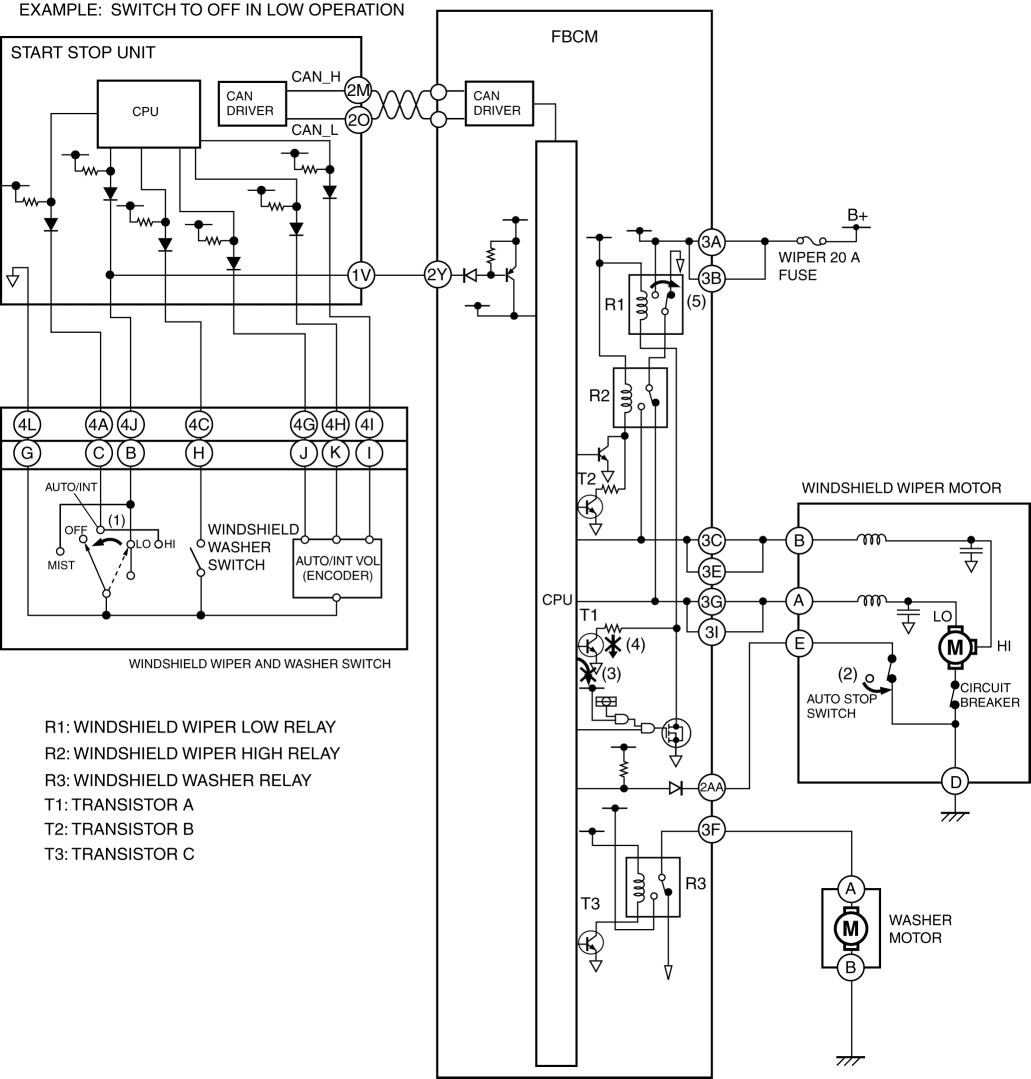 EXAMPLE: SWITCH TO OFF IN LOW OPERATION
START STOP UNIT
FBCM
CPU
CAN
DRIVER
CAN_H
CAN_L
2M
2O
CAN
DRIVER
1V
2Y
3A
3B
B+
WIPER 20 A
FUSE
R1
(5)
R2
T2
4L
4A
4J
4C
4G
4H
4I
G
C
B
H
J
K
I
AUTO/INT
(1)
OFF
LO
HI
MIST
WINDSHIELD
WASHER
SWITCH
AUTO/INT VOL
(ENCODER)
WINDSHIELD WIPER AND WASHER SWITCH
CPU
3C
3E
3G
3I
T1
(4)
(3)
WINDSHIELD WIPER MOTOR
B
A
E
LO
M
HI
(2)
AUTO STOP
SWITCH
CIRCUIT
BREAKER
D
2AA
3F
R3
T3
A
M
B
WASHER
MOTOR
R1: WINDSHIELD WIPER LOW RELAY
R2: WINDSHIELD WIPER HIGH RELAY
R3: WINDSHIELD WASHER RELAY
T1: TRANSISTOR A
T2: TRANSISTOR B
T3: TRANSISTOR C